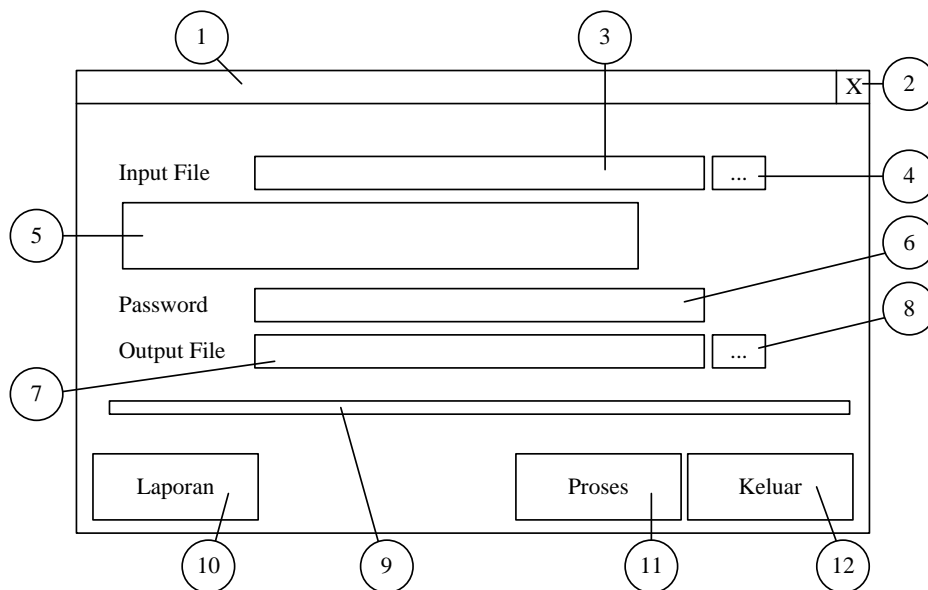 1
3
X
2
Input File
...
4
5
6
Password
8
Output File
...
7
Laporan
Proses
Keluar
10
9
11
12